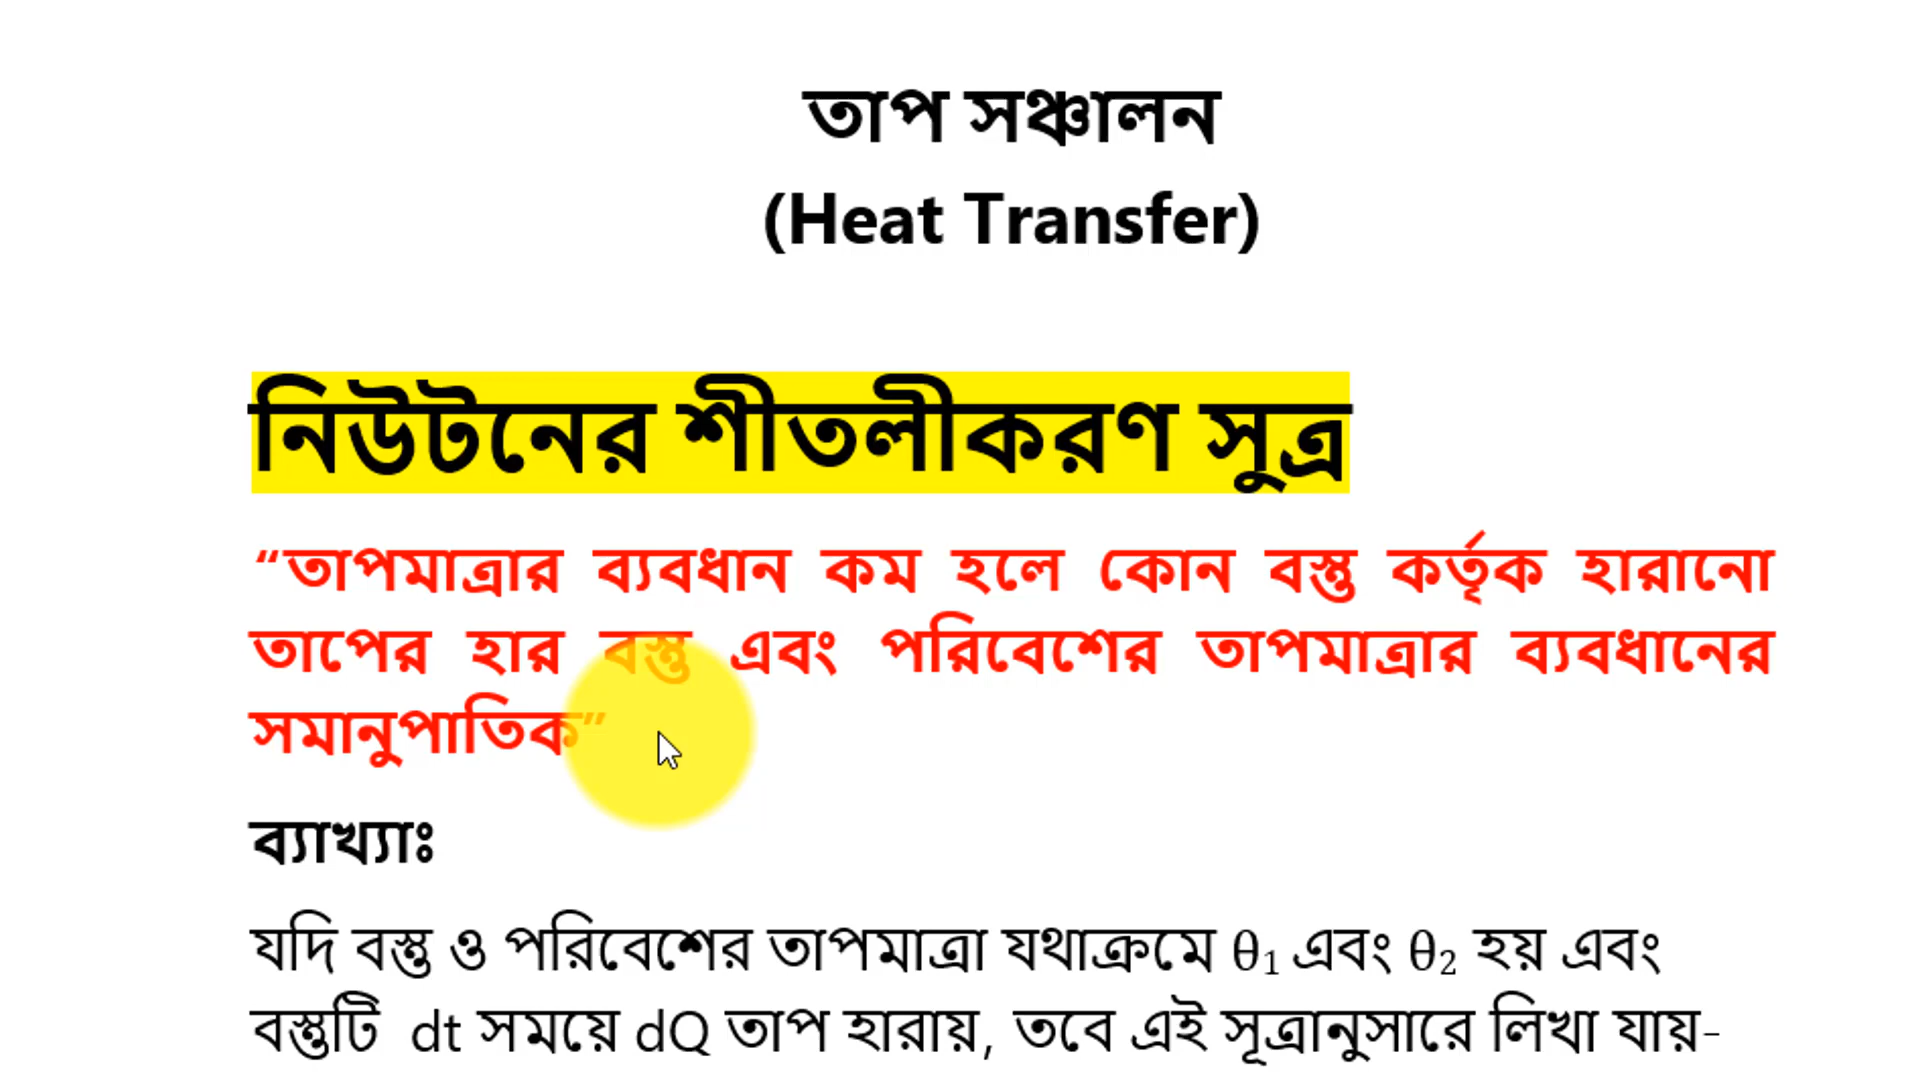 তাপ সঞ্চালন
(Heat Transfer)
নিউটনের শীতলীকরণ সুত্র
“তাপমাত্রার ব্যবধান কম হলে কোন বস্তু কর্তৃক হারানো
তাপের হার বস্তু এবং পরিবেশের তাপমাত্রার ব্যবধানের
সমানুপাতিক”
ব্যাখ্যাঃ
যদি বস্তু ও পরিবেশের তাপমাত্রা যথাক্রমে θ₁ এবং θ₂ হয় এবং
বস্তুটি dt সময়ে dQ তাপ হারায়, তবে এই সূত্রানুসারে লিখা যায়-